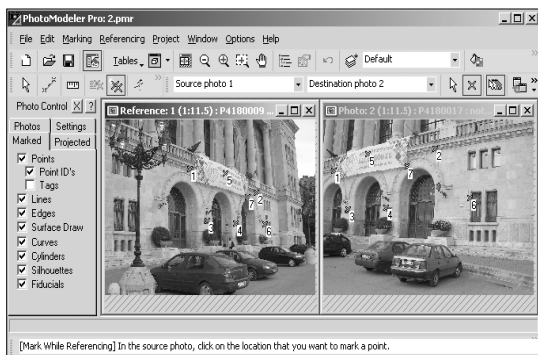 PhotoModeler Pro: 2.pmr
File Edit Marking Referencing Project Window Options Help
Tables Default
Source photo 1 Destination photo 2
Photo Control X ?
Photos Settings
Marked Projected
Points
Point ID's
Tags
Lines
Edges
Surface Draw
Curves
Cylinders
Silhouettes
Fiducials
Reference: 1 (1:11.5) : P4180009 ...
1
5
7
2
3
4
6
Photo: 2 (1:11.5) : P4180017 : not...
2
5
7
1
6
3
4
[Mark While Referencing] In the source photo, click on the location that you want to mark a point.